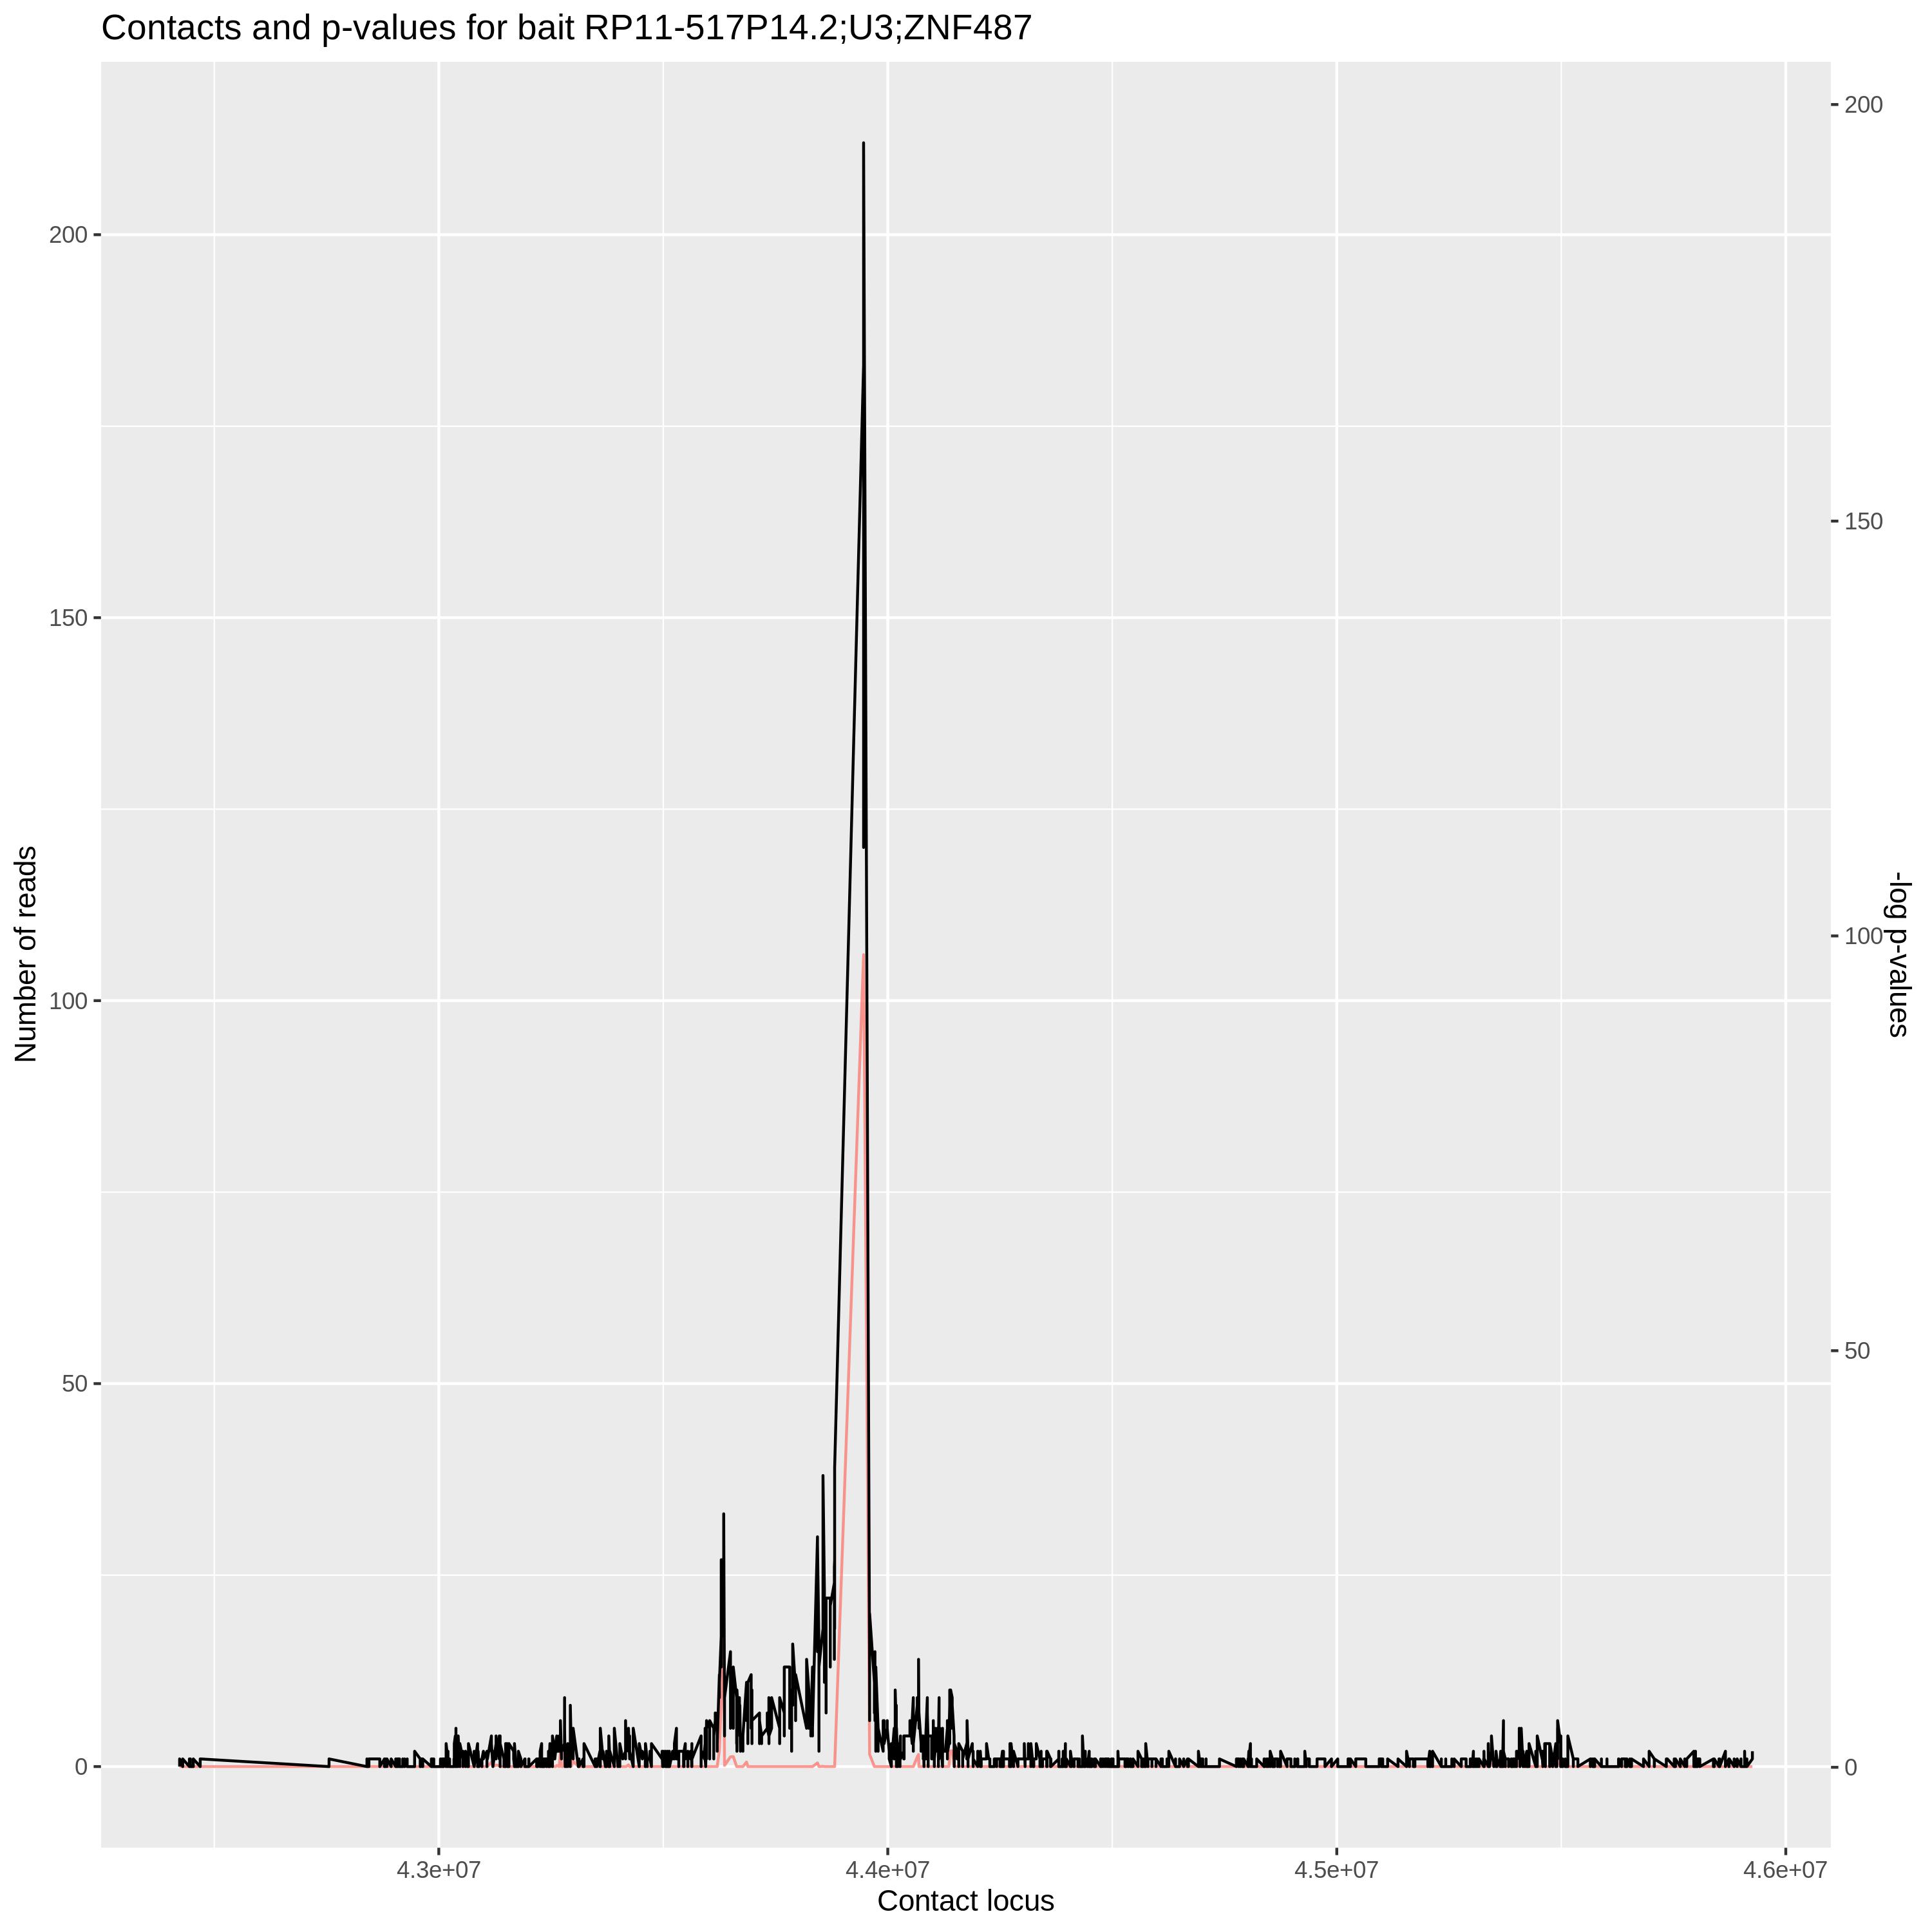 Contacts and p-values for bait RP11-517P14.2;U3;ZNF487
Number of reads
200
150
100
50
0
200
150
100
50
0
-log p-values
4.3e+07 4.4e+07 4.5e+07 4.6e+07
Contact locus